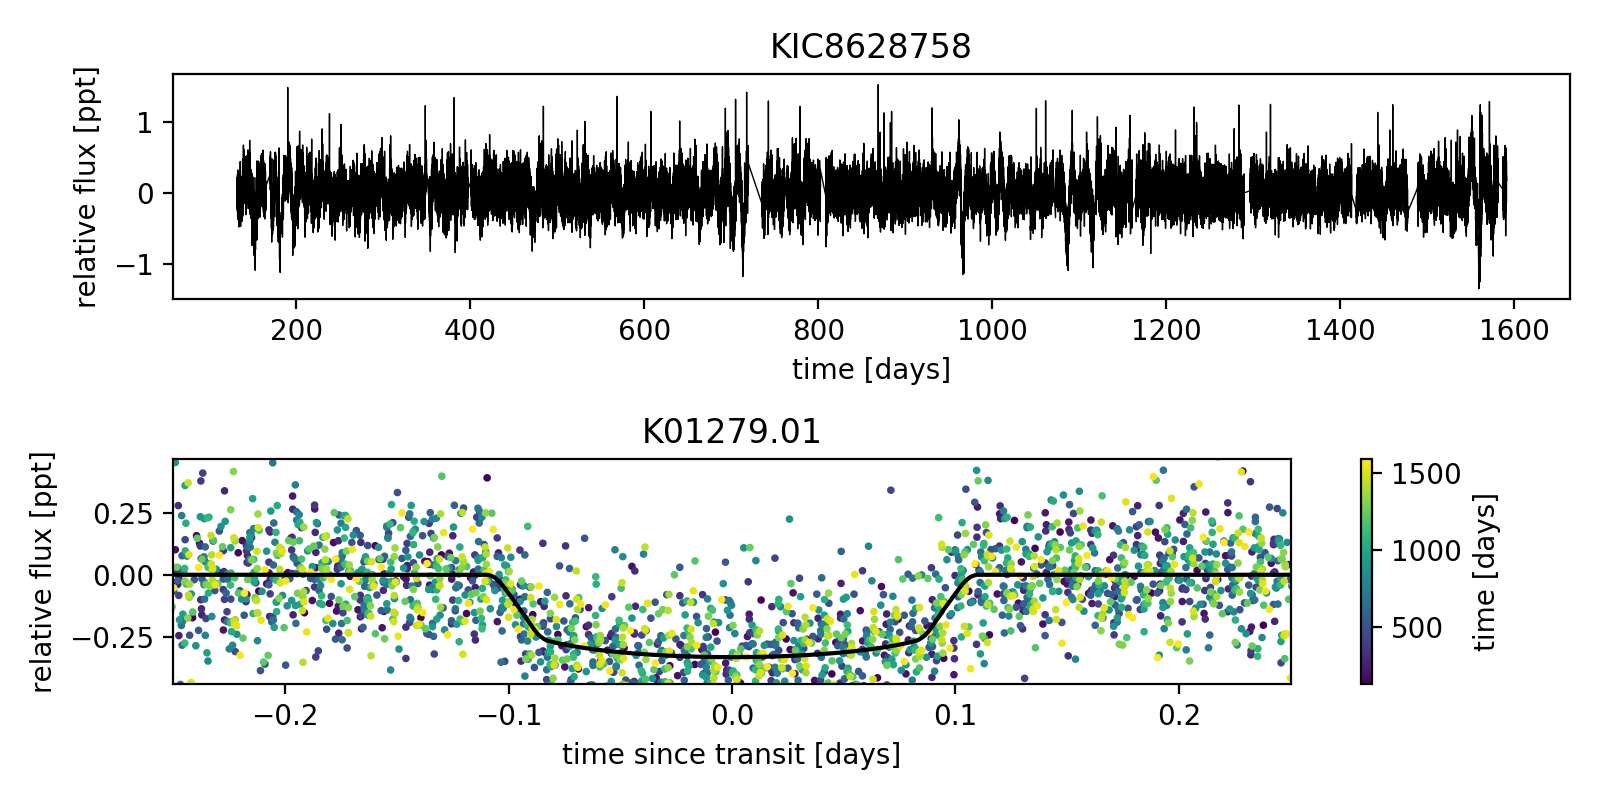 KIC8628758
relative flux [ppt]
1
0
−1
200 400 600 800 1000 1200 1400 1600
time [days]
K01279.01
relative flux [ppt]
0.25
0.00
−0.25
−0.2 −0.1 0.0 0.1 0.2
time since transit [days]
1500
1000
500
time [days]